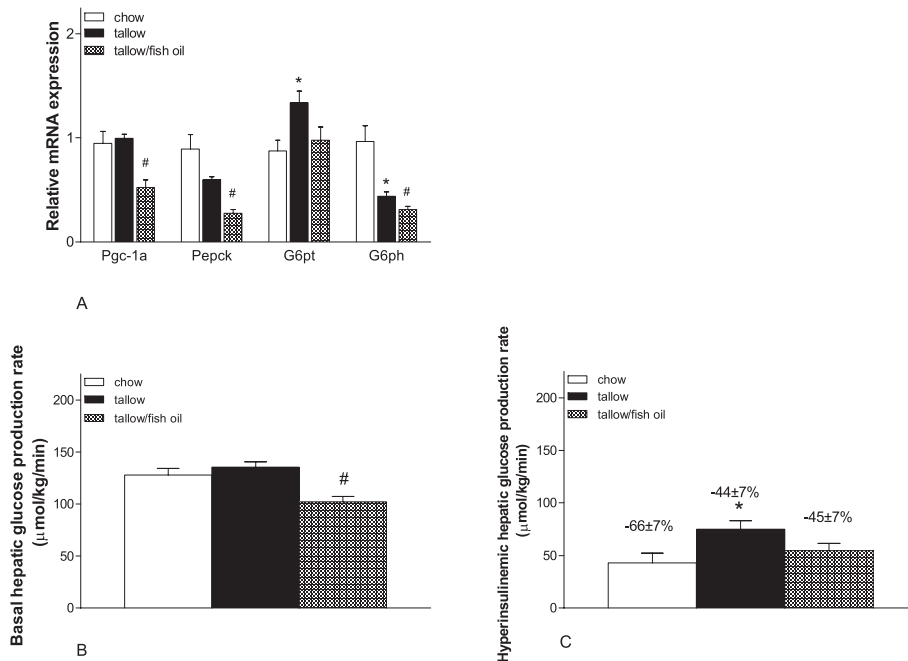 2
chow
tallow
tallow/fish oil
Relative mRNA expression
*
1
#
#
*
#
0
Pgc-1a Pepck G6pt G6ph
A
Basal hepatic glucose production rate
(μmol/kg/min)
chow
tallow
tallow/fish oil
200
150
#
100
50
0
B
Hyperinsulinemic hepatic glucose production rate
(μmol/kg/min)
chow
tallow
tallow/fish oil
200
150
100
-44±7%
-66±7%
*
-45±7%
50
0
C